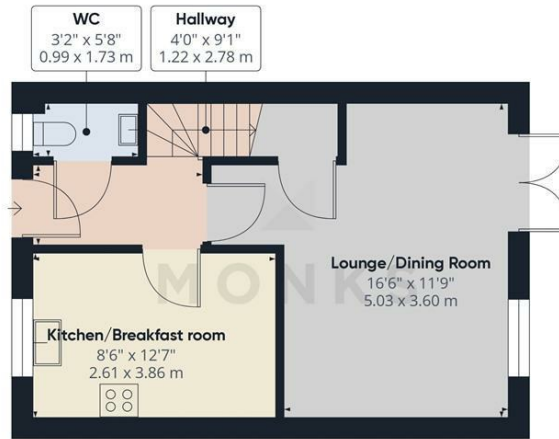 WC
3'2" x 5'8"
0.99 x 1.73 m
Hallway
4'0" x 9'1"
1.22 x 2.78 m
Lounge/Dining Room
16'6" x 11'9"
5.03 x 3.60 m
MONKS
Kitchen/Breakfast room
8'6" x 12'7"
2.61 x 3.86 m